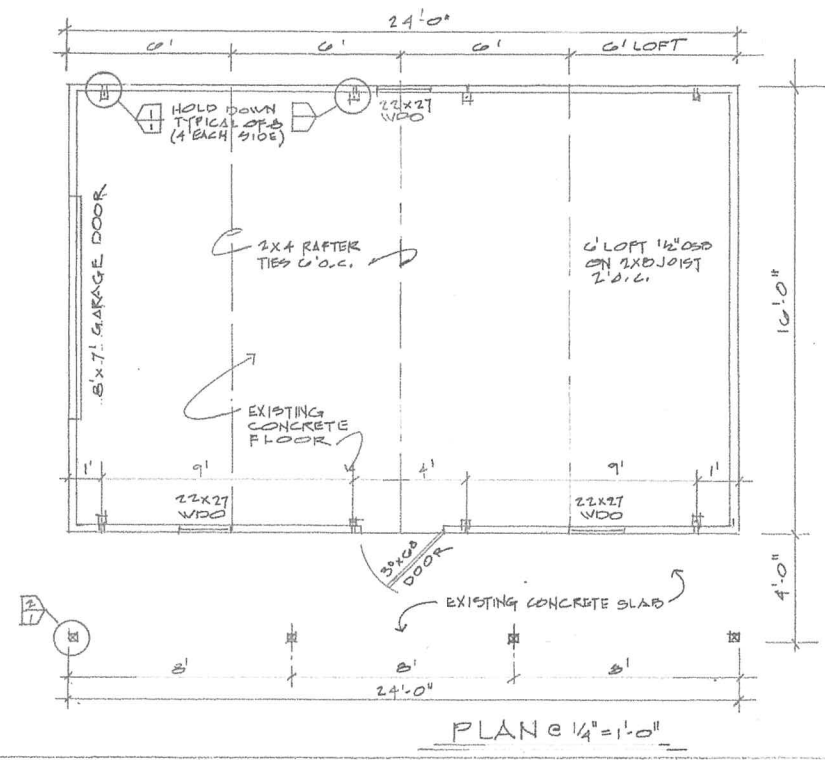 24'-0"
6' 6' 6' 6' LOFT
1
1
HOLD DOWN
TYPICAL OF 8
(4 EACH SIDE)
22x27
WDO
8'x7' GARAGE DOOR
2x4 RAFTER
TIES 6' O.C.
6' LOFT 1/2" OSB
ON 2x8 JOIST
2' O.C.
16'-0"
EXISTING
CONCRETE
FLOOR
1' 9' 4' 9' 1'
22x27
WDO
22x27
WDO
3⁰x6⁸
DOOR
EXISTING CONCRETE SLAB
4'-0"
2
1
8' 8' 8'
24'-0"
PLAN @ 1/4"=1'-0"